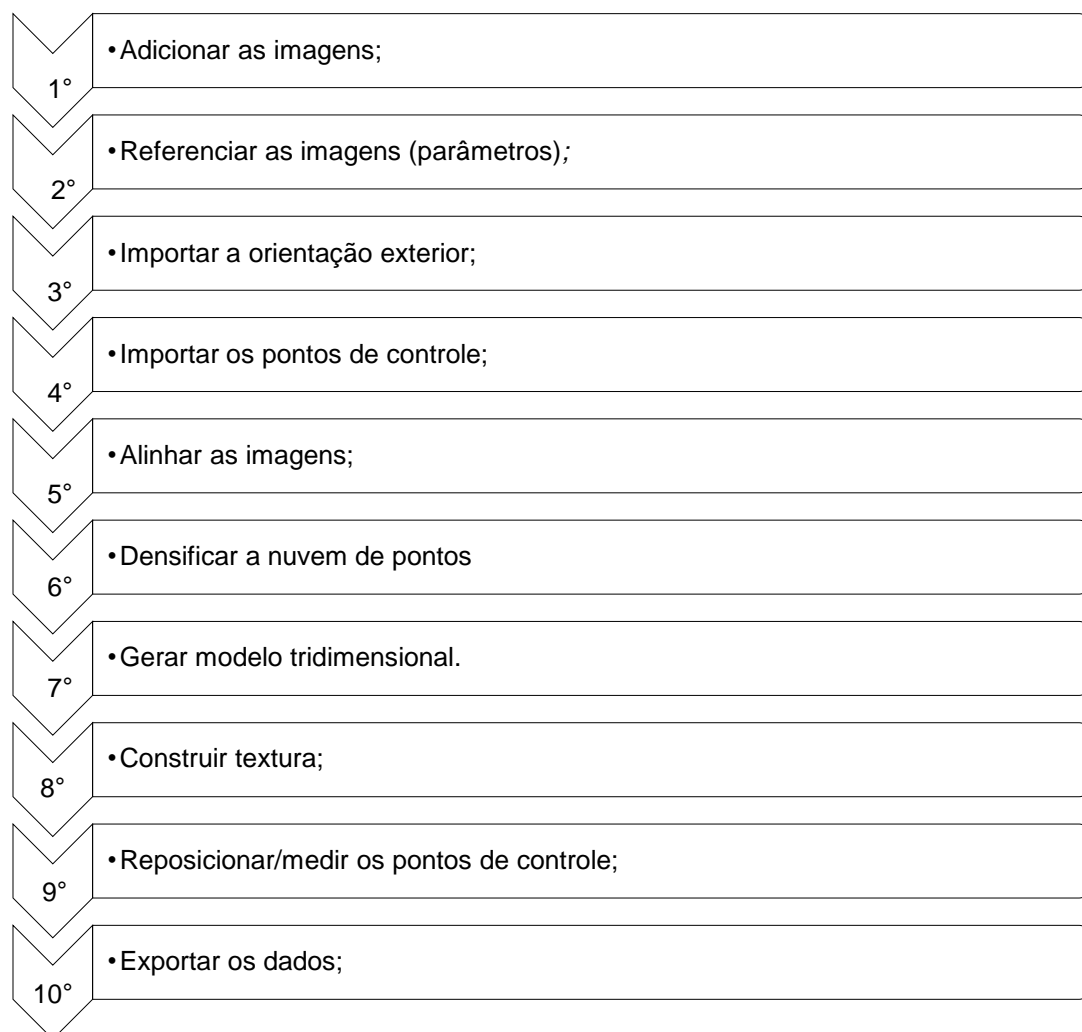 •Adicionar as imagens;
1°
•Referenciar as imagens (parâmetros);
2°
•Importar a orientação exterior;
3°
•Importar os pontos de controle;
4°
•Alinhar as imagens;
5°
•Densificar a nuvem de pontos
6°
•Gerar modelo tridimensional.
7°
•Construir textura;
8°
•Reposicionar/medir os pontos de controle;
9°
•Exportar os dados;
10°